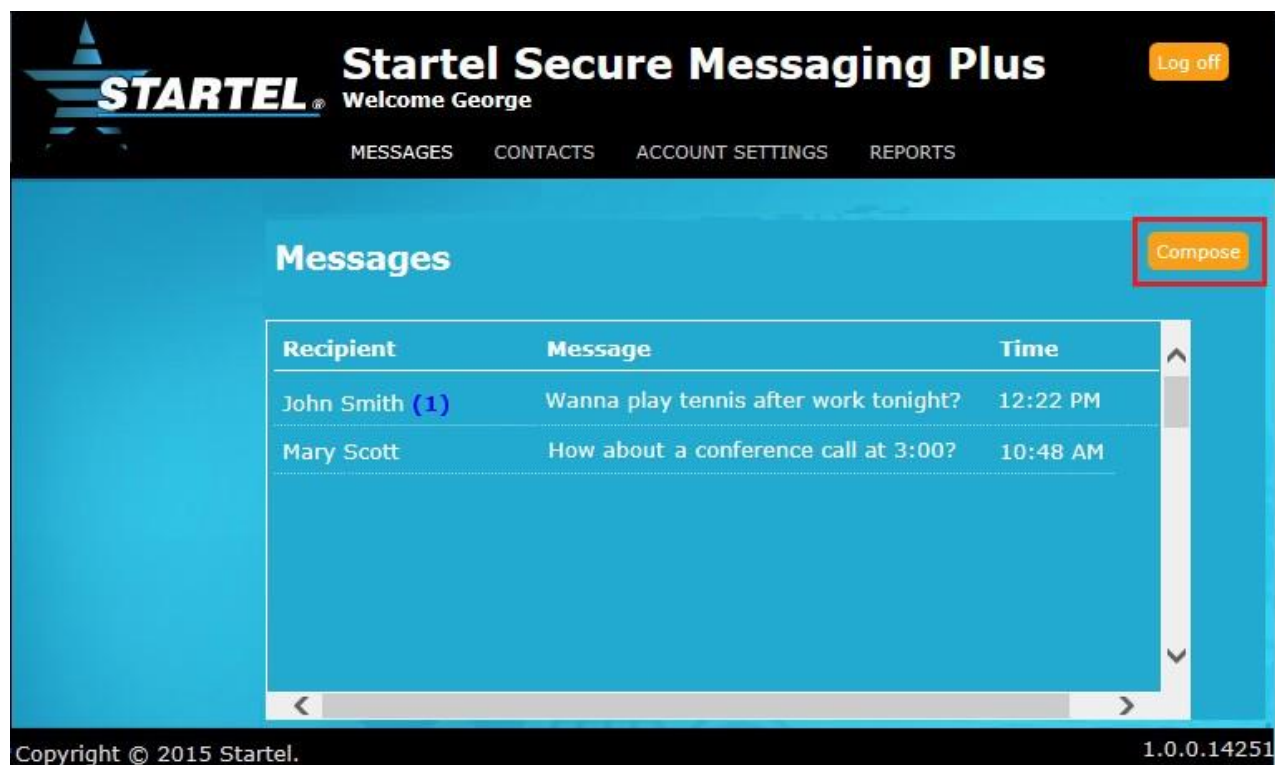 STARTEL®
Startel Secure Messaging Plus
Log off
Welcome George
MESSAGES CONTACTS ACCOUNT SETTINGS REPORTS
Messages
Compose
Recipient Message Time
John Smith (1) Wanna play tennis after work tonight? 12:22 PM
Mary Scott How about a conference call at 3:00? 10:48 AM
Copyright © 2015 Startel. 1.0.0.14251